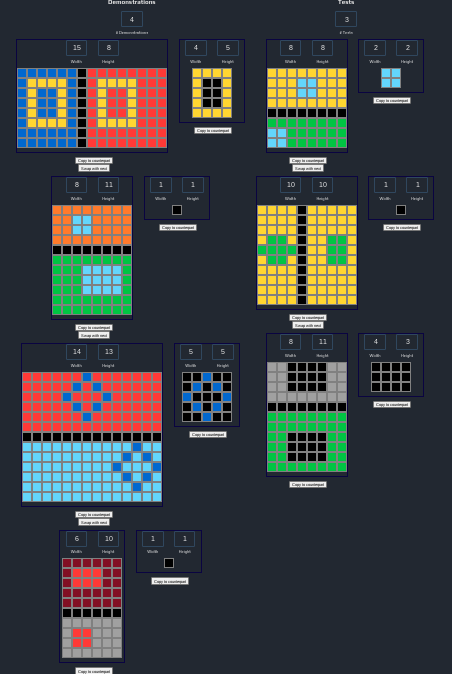 Demonstrations
4
#Demonstrations
15 8
Width Height
Copy to counterpart
Swap with next
4 5
Width Height
Copy to counterpart
8 11
Width Height
Copy to counterpart
Swap with next
1 1
Width Height
Copy to counterpart
14 13
Width Height
Copy to counterpart
Swap with next
5 5
Width Height
Copy to counterpart
6 10
Width Height
Copy to counterpart
1 1
Width Height
Copy to counterpart
Tests
3
#Tests
8 8
Width Height
Copy to counterpart
Swap with next
2 2
Width Height
Copy to counterpart
10 10
Width Height
Copy to counterpart
Swap with next
1 1
Width Height
Copy to counterpart
8 11
Width Height
Copy to counterpart
4 3
Width Height
Copy to counterpart